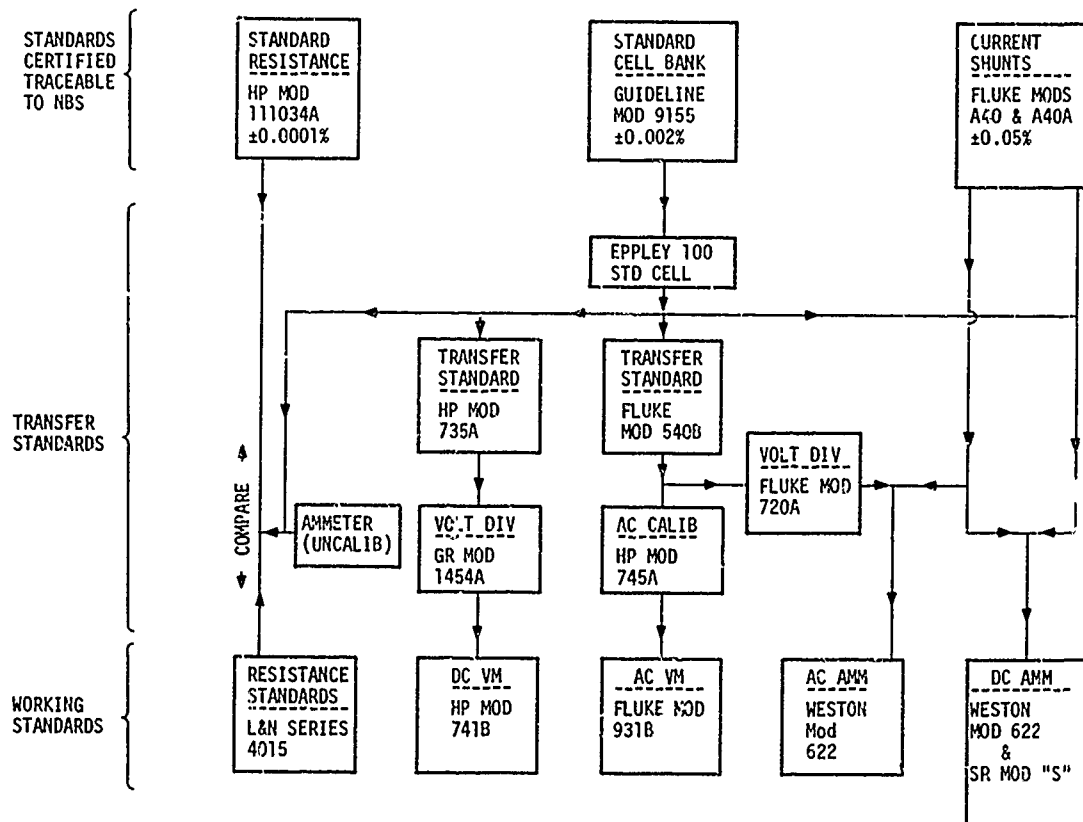 STANDARDS
CERTIFIED
TRACEABLE
TO NBS
STANDARD
RESISTANCE
HP MOD
111034A
±0.0001%
STANDARD
CELL BANK
GUIDELINE
MOD 9155
±0.002%
CURRENT
SHUNTS
FLUKE MODS
A40 & A40A
±0.05%
EPPLEY 100
STD CELL
TRANSFER
STANDARDS
COMPARE
AMMETER
(UNCALIB)
TRANSFER
STANDARD
HP MOD
735A
TRANSFER
STANDARD
FLUKE
MOD 540B
VOLT DIV
FLUKE MOD
720A
VOLT DIV
GR MOD
1454A
AC CALIB
HP MOD
745A
WORKING
STANDARDS
RESISTANCE
STANDARDS
L&N SERIES
4015
DC VM
HP MOD
741B
AC VM
FLUKE MOD
931B
AC AMM
WESTON
Mod
622
DC AMM
WESTON
MOD 622
&
SR MOD "S"